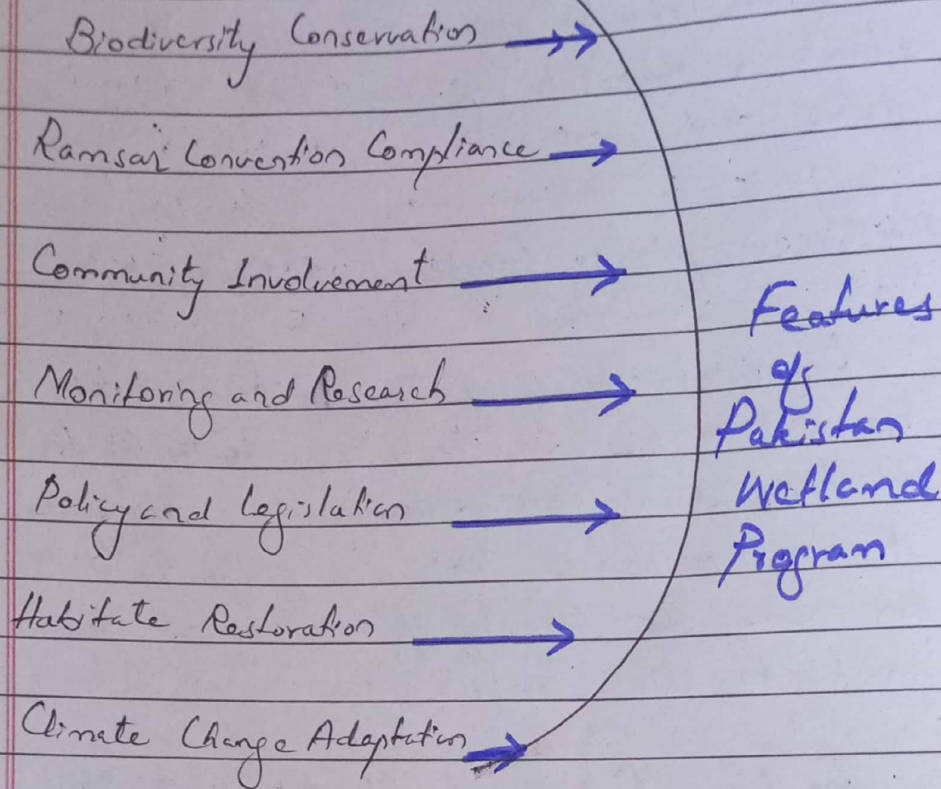 Biodiversity Conservation
Ramsar Convention Compliance
Community Involvement
Monitoring and Research
Policy and legislation
Habitate Restoration
Climate Change Adaptation
Features
of
Pakistan
Wetland
Program